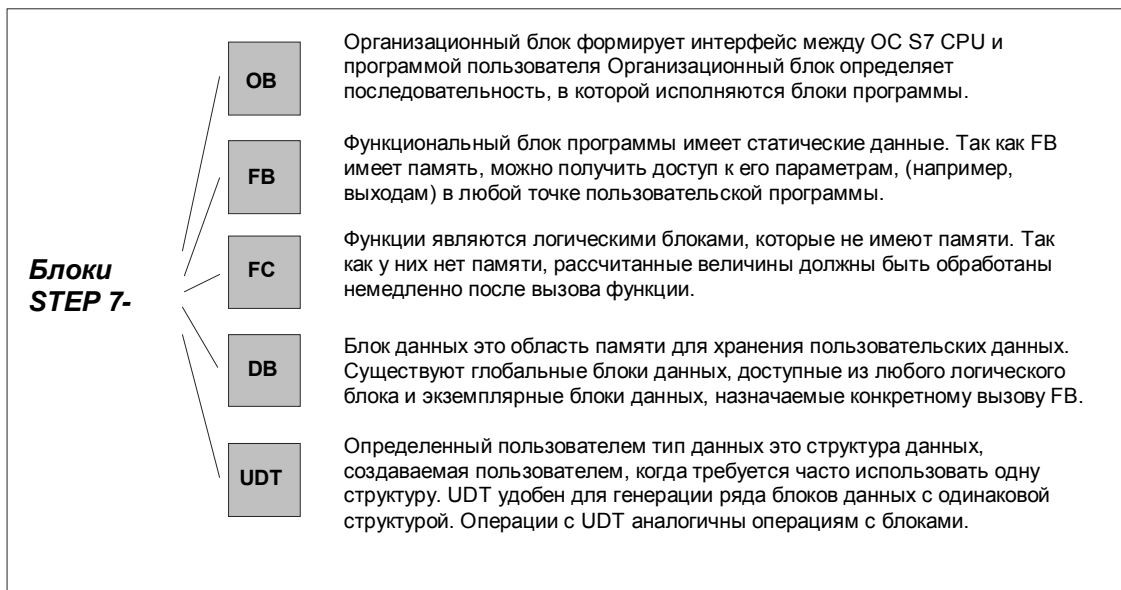 OB
Организационный блок формирует интерфейс между ОС S7 CPU и
программой пользователя Организационный блок определяет
последовательность, в которой исполняются блоки программы.
FB
Функциональный блок программы имеет статические данные. Так как FB
имеет память, можно получить доступ к его параметрам, (например,
выходам) в любой точке пользовательской программы.
Блоки
STEP 7-
FC
Функции являются логическими блоками, которые не имеют памяти. Так
как у них нет памяти, рассчитанные величины должны быть обработаны
немедленно после вызова функции.
DB
Блок данных это область памяти для хранения пользовательских данных.
Существуют глобальные блоки данных, доступные из любого логического
блока и экземплярные блоки данных, назначаемые конкретному вызову FB.
UDT
Определенный пользователем тип данных это структура данных,
создаваемая пользователем, когда требуется часто использовать одну
структуру. UDT удобен для генерации ряда блоков данных с одинаковой
структурой. Операции с UDT аналогичны операциям с блоками.